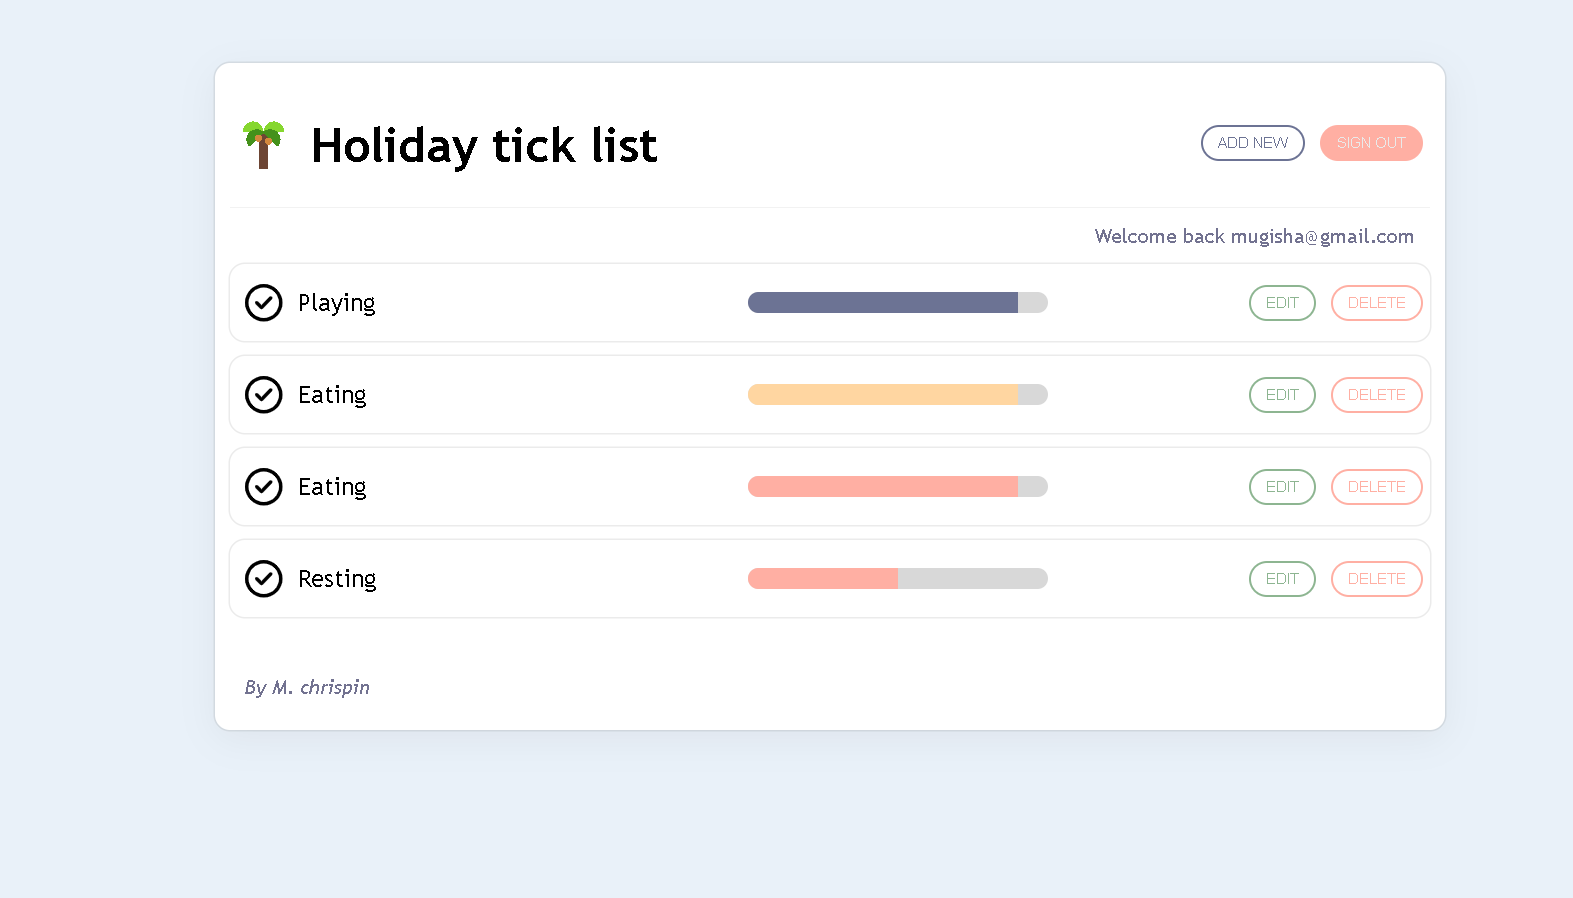 Holiday tick list
ADD NEW
SIGN OUT
Welcome back mugisha@gmail.com
Playing
EDIT
DELETE
Eating
EDIT
DELETE
Eating
EDIT
DELETE
Resting
EDIT
DELETE
By M. chrispin